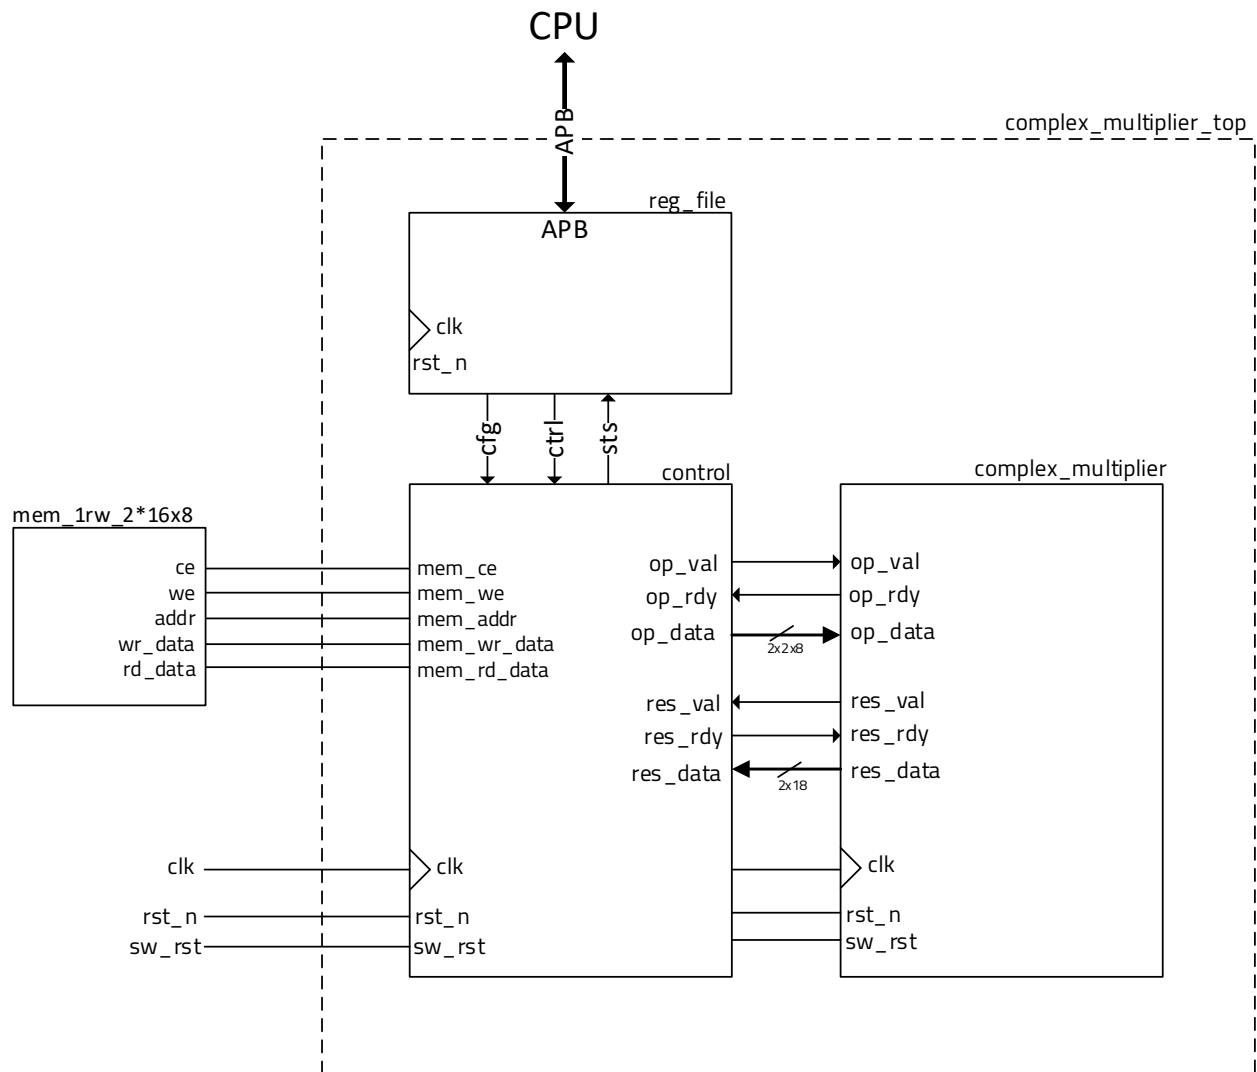 CPU
APB
complex_multiplier_top
reg_file
APB
clk
rst_n
cfg
ctrl
sts
control
complex_multiplier
mem_1rw_2*16x8
ce
we
addr
wr_data
rd_data
mem_ce
mem_we
mem_addr
mem_wr_data
mem_rd_data
op_val
op_rdy
op_data
2x2x8
op_val
op_rdy
op_data
res_val
res_rdy
res_data
2x18
res_val
res_rdy
res_data
clk
rst_n
sw_rst
clk
rst_n
sw_rst
clk
rst_n
sw_rst